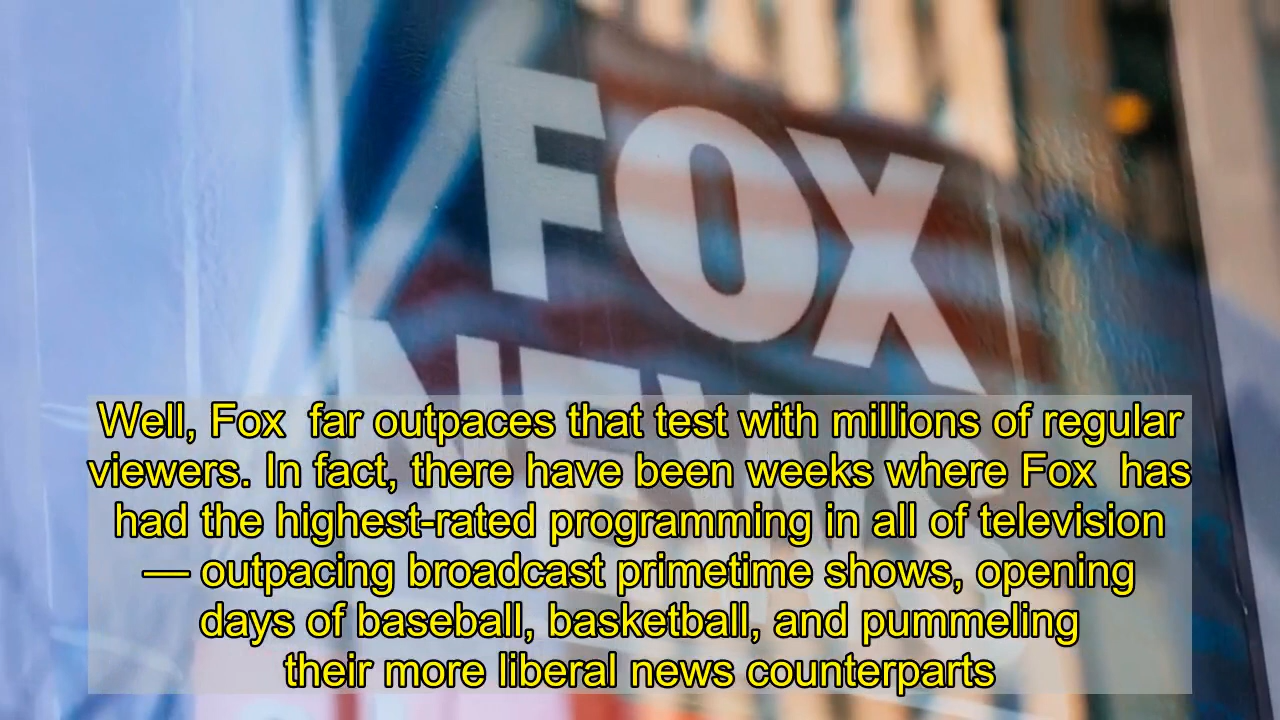 FOX
NEWS
Well, Fox  far outpaces that test with millions of regular
viewers. In fact, there have been weeks where Fox  has
had the highest-rated programming in all of television
— outpacing broadcast primetime shows, opening
days of baseball, basketball, and pummeling
their more liberal news counterparts